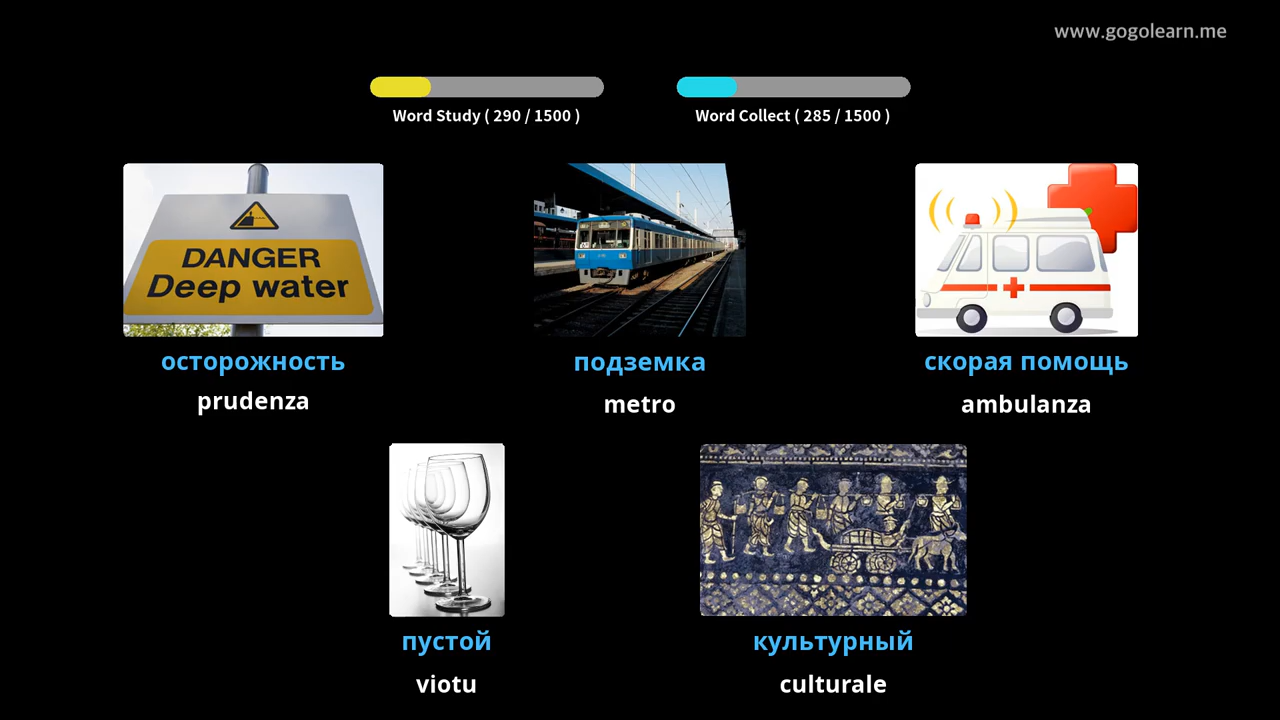 www.gogolearn.me
Word Study ( 290 / 1500 )
Word Collect ( 285 / 1500 )
DANGER
Deep water
осторожность
prudenza
подземка
metro
скорая помощь
ambulanza
пустой
viotu
культурный
culturale